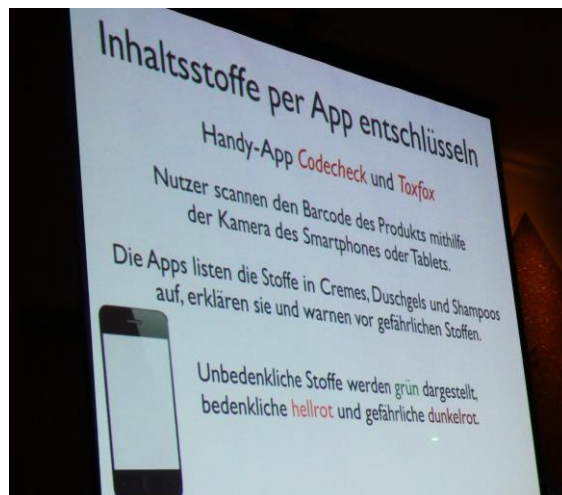 Inhaltsstoffe per App entschlüsseln
Handy-App Codecheck und Toxfox
Nutzer scannen den Barcode des Produkts mithilfe
der Kamera des Smartphones oder Tablets.
Die Apps listen die Stoffe in Cremes, Duschgels und Shampoos
auf, erklären sie und warnen vor gefährlichen Stoffen.
Unbedenkliche Stoffe werden grün dargestellt,
bedenkliche hellrot und gefährliche dunkelrot.